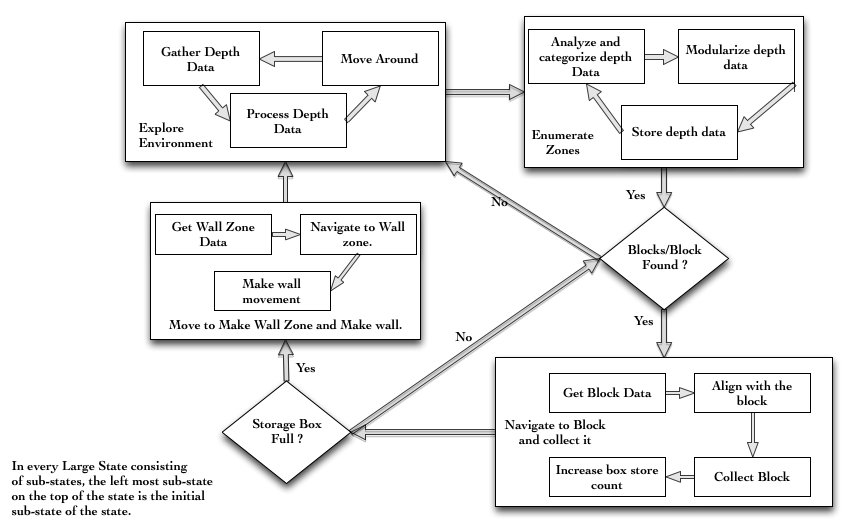 Gather Depth
Data
Move Around
Process Depth
Data
Explore
Environment
Analyze and
categorize depth
Data
Modularize depth
data
Store depth data
Enumerate
Zones
Yes
No
Blocks/Block
Found ?
Get Wall Zone
Data
Navigate to Wall
zone.
Make wall
movement
Move to Make Wall Zone and Make wall.
Yes
No
Yes
Storage Box
Full ?
Get Block Data
Align with the
block
Navigate to Block
and collect it
Increase box store
count
Collect Block
In every Large State consisting
of sub-states, the left most sub-state
on the top of the state is the initial
sub-state of the state.